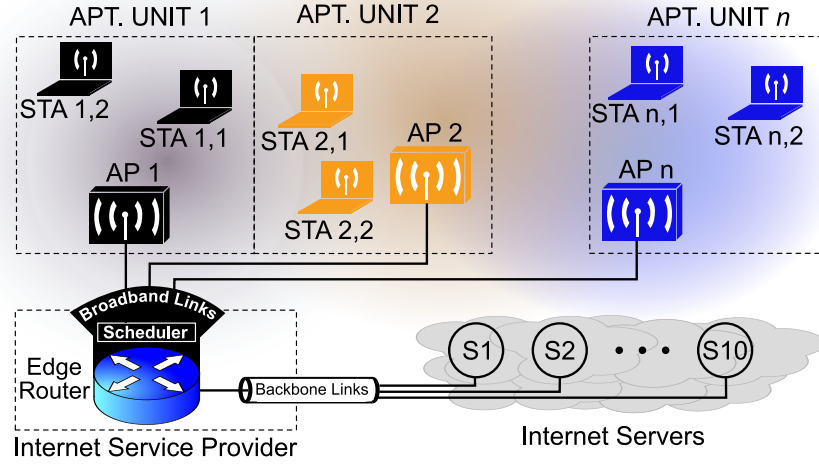 APT. UNIT 1
APT. UNIT 2
APT. UNIT n
STA 1,2
STA 1,1
AP 1
STA 2,1
AP 2
STA 2,2
STA n,1
STA n,2
AP n
Broadband Links
Scheduler
Edge
Router
Backbone Links
Internet Service Provider
S1
S2
• • •
S10
Internet Servers